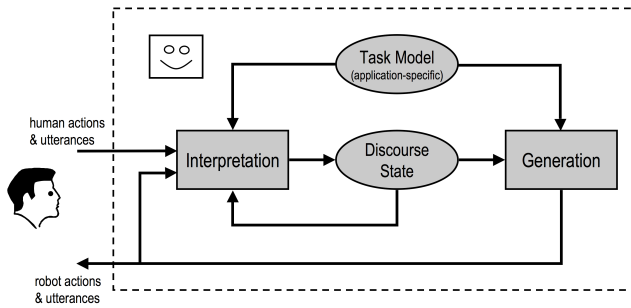 Task Model
(application-specific)
human actions
& utterances
Interpretation
Discourse
State
Generation
robot actions
& utterances